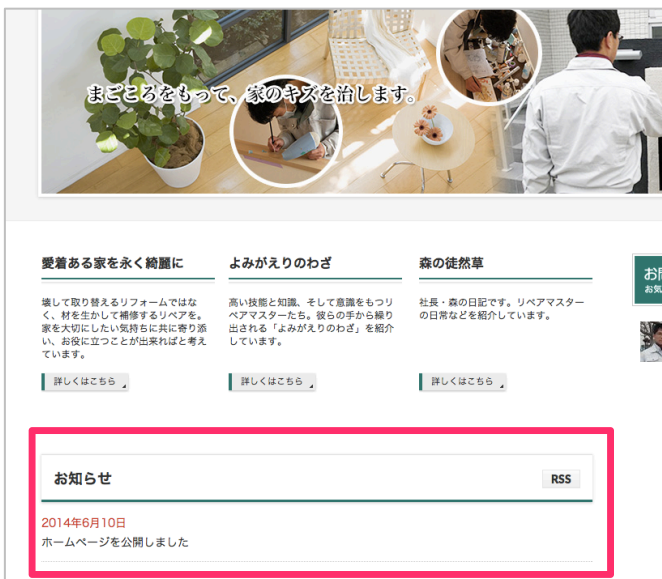 まごころをもって、家のキズを治します。
愛着ある家を永く綺麗に
壊して取り替えるリフォームではな
く、材を生かして補修するリペアを。
家を大切にしたい気持ちに共に寄り添
い、お役に立つことが出来ればと考え
ています。
詳しくはこちら
よみがえりのわざ
高い技能と知識、そして意識をもつリ
ペアマスターたち。彼らの手から繰り
出される「よみがえりのわざ」を紹介
しています。
詳しくはこちら
森の徒然草
社長・森の日記です。リペアマスター
の日常などを紹介しています。
詳しくはこちら
お問
お気
お知らせ
RSS
2014年6月10日
ホームページを公開しました